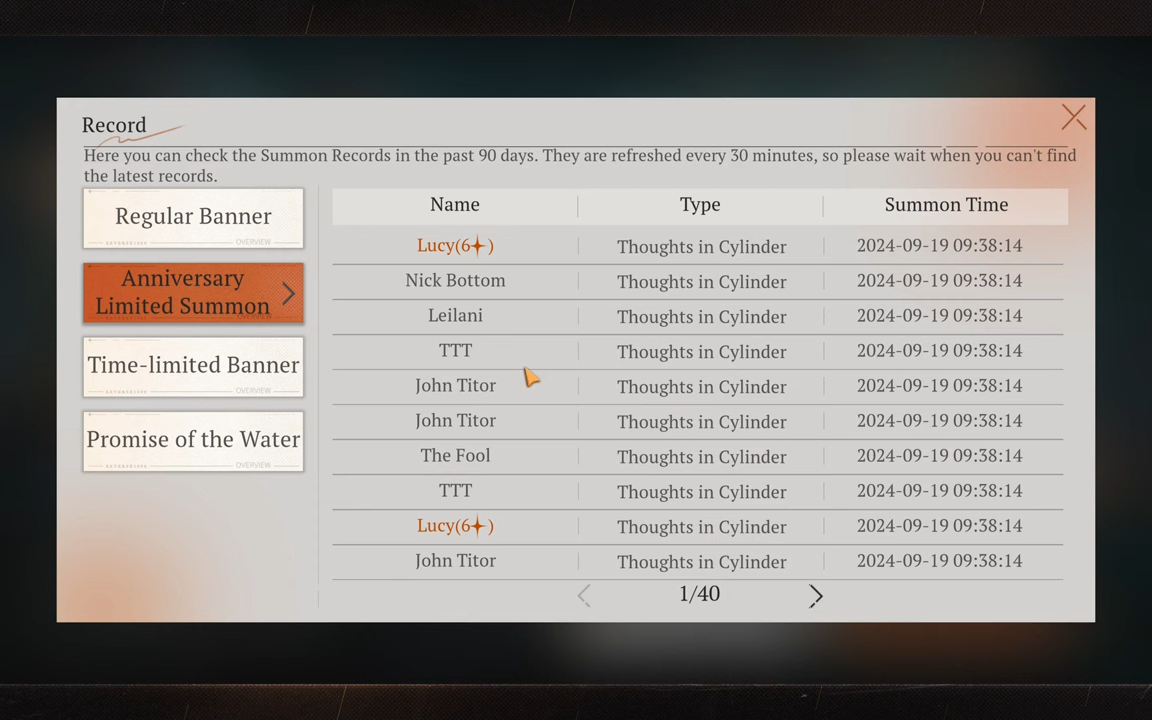 Record
Here you can check the Summon Records in the past 90 days. They are refreshed every 30 minutes, so please wait when you can't find
the latest records.
Regular Banner
OVERVIEW
Anniversary
Limited Summon
OVERVIEW
Time-limited Banner
OVERVIEW
Promise of the Water
OVERVIEW
Name Type Summon Time
Lucy(6✦) Thoughts in Cylinder 2024-09-19 09:38:14
Nick Bottom Thoughts in Cylinder 2024-09-19 09:38:14
Leilani Thoughts in Cylinder 2024-09-19 09:38:14
TTT Thoughts in Cylinder 2024-09-19 09:38:14
John Titor Thoughts in Cylinder 2024-09-19 09:38:14
John Titor Thoughts in Cylinder 2024-09-19 09:38:14
The Fool Thoughts in Cylinder 2024-09-19 09:38:14
TTT Thoughts in Cylinder 2024-09-19 09:38:14
Lucy(6✦) Thoughts in Cylinder 2024-09-19 09:38:14
John Titor Thoughts in Cylinder 2024-09-19 09:38:14
1/40